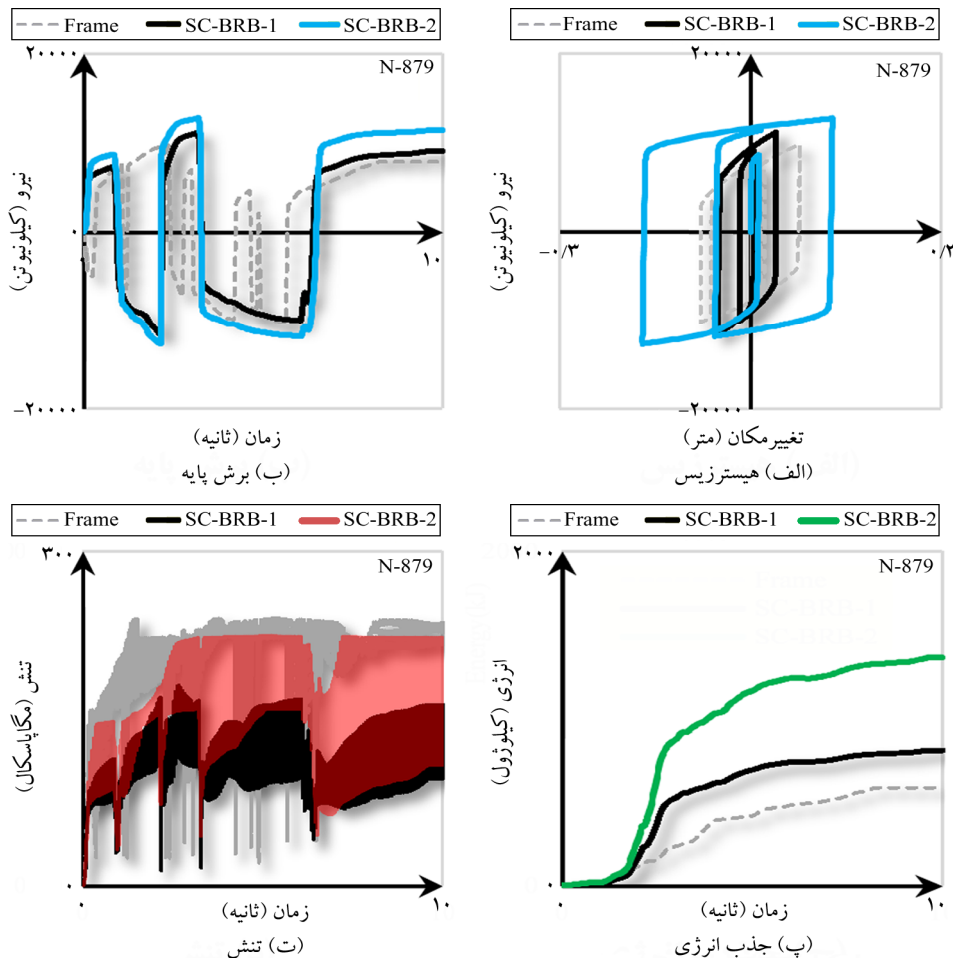 Frame SC-BRB-1 SC-BRB-2
۲۰۰۰۰
N-879
نیرو (کیلونیوتن)
۰
۱۰
−۲۰۰۰۰
زمان (ثانیه)
(ب) برش پایه
Frame SC-BRB-1 SC-BRB-2
۲۰۰۰۰
N-879
نیرو (کیلونیوتن)
−۰/۳
−۲۰۰۰۰
تغییرمکان (متر)
(الف) هیسترزیس
Frame SC-BRB-1 SC-BRB-2
۳۰۰
N-879
تنش (مگاپاسکال)
۰
۰
۱۰
زمان (ثانیه)
(ت) تنش
Frame SC-BRB-1 SC-BRB-2
۲۰۰۰
N-879
انرژی (کیلوژول)
۰
۰
۱۰
زمان (ثانیه)
(پ) جذب انرژی